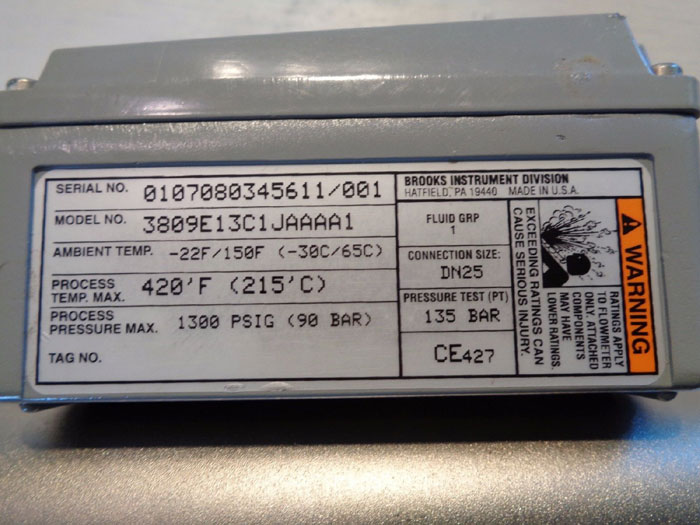 SERIAL NO. 0107080345611/001
MODEL NO. 3809E13C1JAAAA1
AMBIENT TEMP. -22F/150F (-30C/65C)
PROCESS
TEMP. MAX. 420'F (215'C)
PROCESS
PRESSURE MAX. 1300 PSIG (90 BAR)
TAG NO.
BROOKS INSTRUMENT DIVISION
HATFIELD, PA 19440 MADE IN U.S.A.
FLUID GRP
1
CONNECTION SIZE:
DN25
PRESSURE TEST (PT)
135 BAR
CE427
WARNING
EXCEEDING RATINGS CAN
CAUSE SERIOUS INJURY.
RATINGS APPLY
TO FLOWMETER
ONLY. ATTACHED
COMPONENTS
MAY HAVE
LOWER RATINGS.